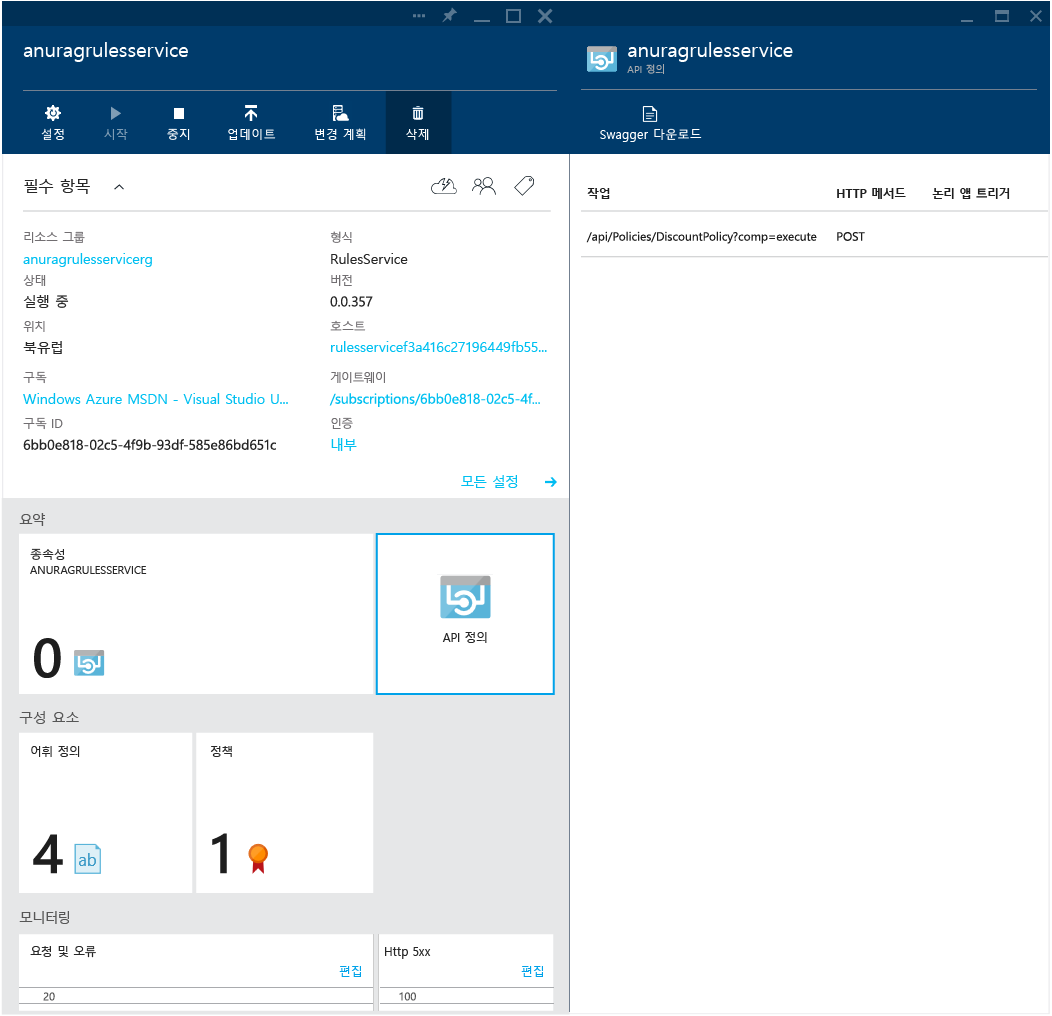 anuragrulesservice
설정
시작
중지
업데이트
변경 계획
삭제
필수 항목
리소스 그룹
anuragrulesservicerg
상태
실행 중
위치
북유럽
구독
Windows Azure MSDN - Visual Studio U...
구독 ID
6bb0e818-02c5-4f9b-93df-585e86bd651c
형식
RulesService
버전
0.0.357
호스트
rulesservicef3a416c27196449fb55...
게이트웨이
/subscriptions/6bb0e818-02c5-4f...
인증
내부
모든 설정
요약
종속성
ANURAGRULESSERVICE
0
API 정의
구성 요소
어휘 정의
4
ab
정책
1
모니터링
요청 및 오류
편집
20
Http 5xx
편집
100
anuragrulesservice
API 정의
Swagger 다운로드
작업 HTTP 메서드 논리 앱 트리거
/api/Policies/DiscountPolicy?comp=execute POST